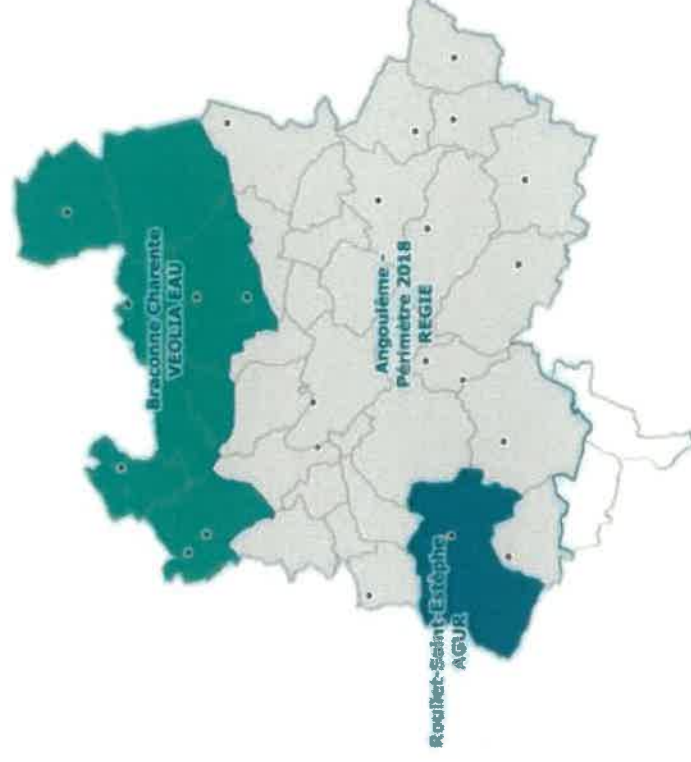 Braconne Charente
VEOLIA EAU
Angoulême -
Périmètre 2018
REGIE
Roullet-Saint-Estèphe
AGUR